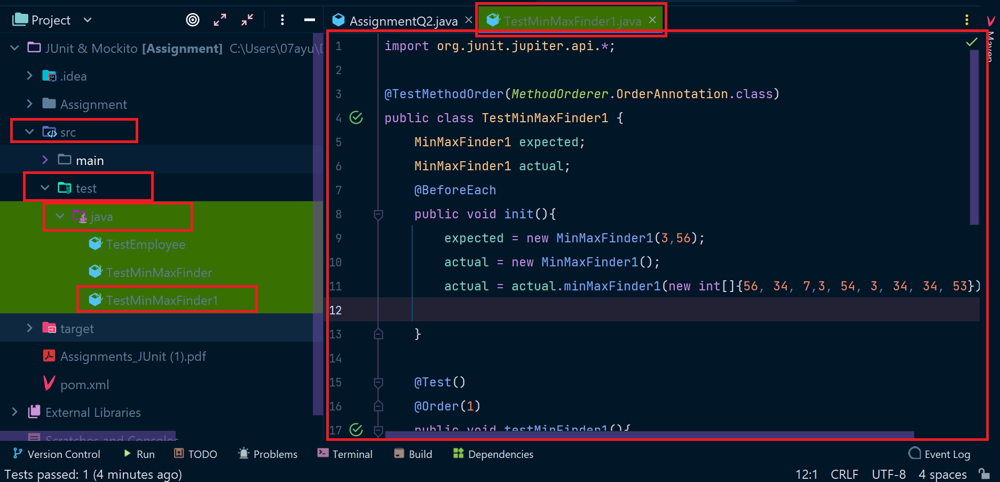 Project
AssignmentQ2.java
TestMinMaxFinder1.java
Maven
JUnit & Mockito [Assignment] C:\Users\07ayu\
.idea
Assignment
src
main
test
java
TestEmployee
TestMinMaxFinder
TestMinMaxFinder1
target
Assignments_JUnit (1).pdf
pom.xml
External Libraries
Scratches and Consoles
1 import org.junit.jupiter.api.*;
2
3 @TestMethodOrder(MethodOrderer.OrderAnnotation.class)
4 public class TestMinMaxFinder1 {
5 MinMaxFinder1 expected;
6 MinMaxFinder1 actual;
7 @BeforeEach
8 public void init(){
9 expected = new MinMaxFinder1(3,56);
10 actual = new MinMaxFinder1();
11 actual = actual.minMaxFinder1(new int[]{56, 34, 7,3, 54, 3, 34, 34, 53})
12
13 }
14
15 @Test()
16 @Order(1)
17 public void testMinFinder1(){
Version Control Run TODO Problems Terminal Build Dependencies Event Log
Tests passed: 1 (4 minutes ago) 12:1 CRLF UTF-8 4 spaces